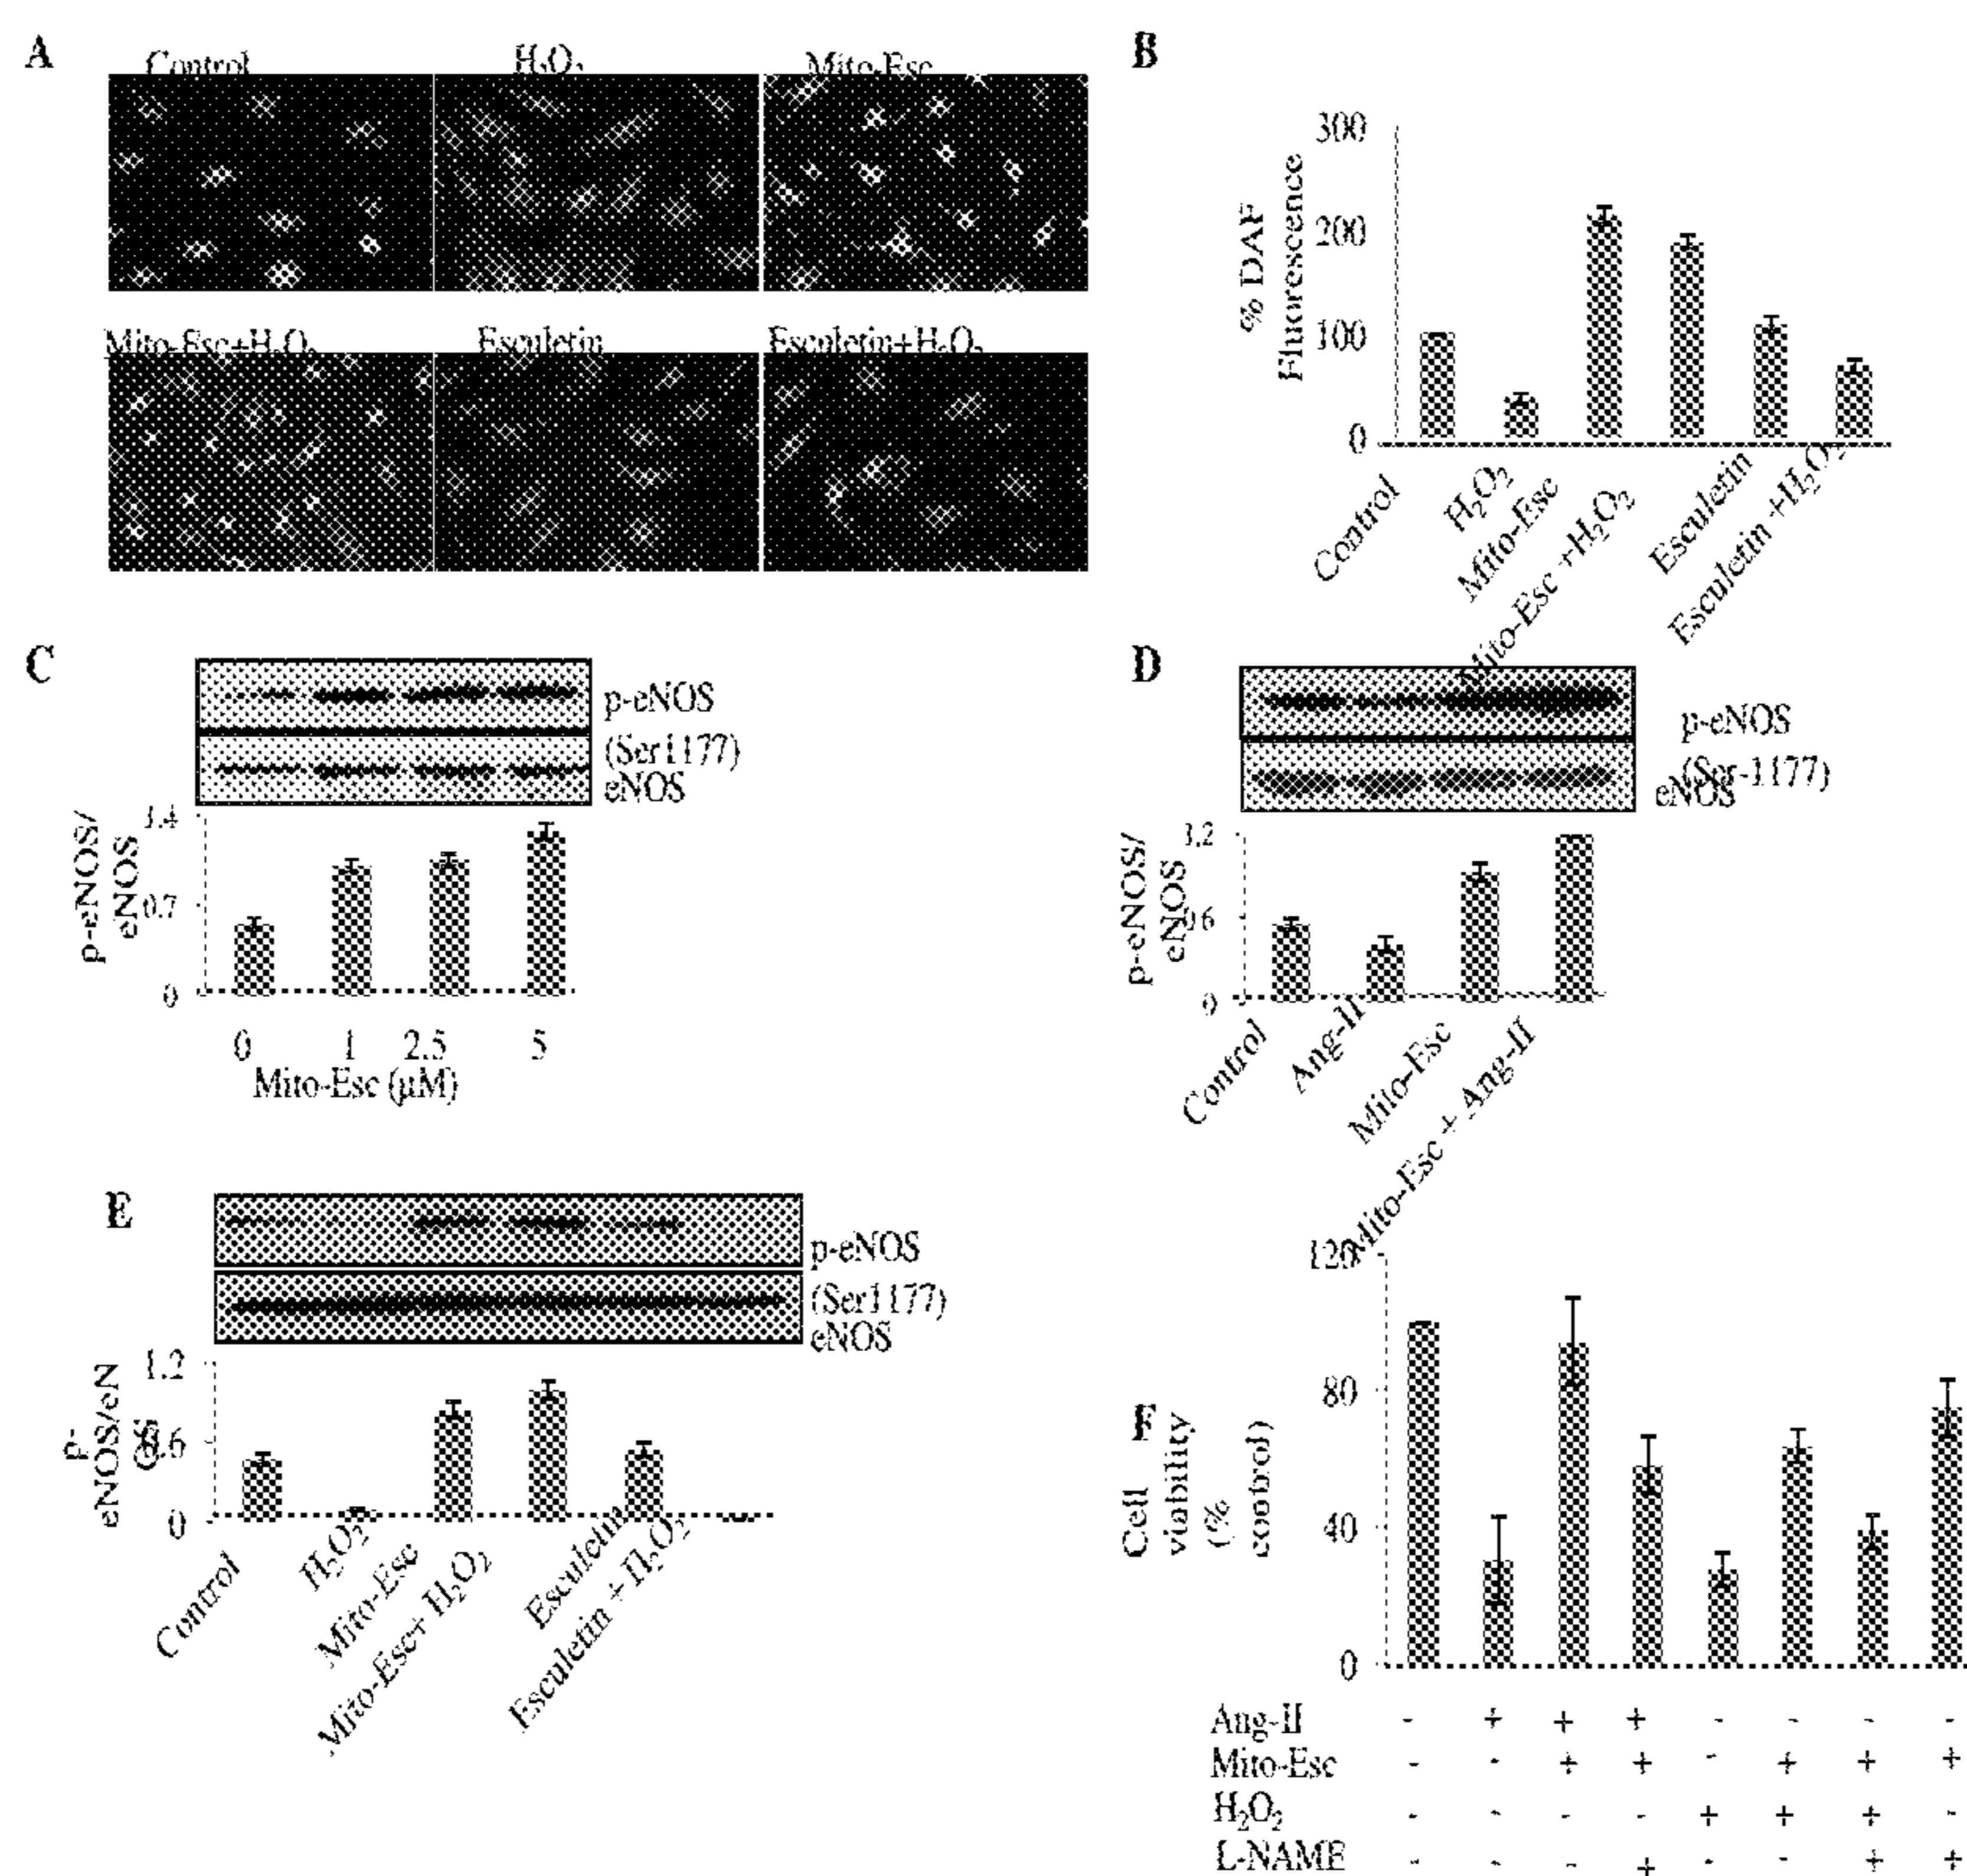 A
Control
H2O2
Mito-Esc
Mito-Esc+H2O2
Esculetin
Esculetin+H2O2
B
% DAF
Fluorescence
300
200
100
0
Control
H2O2
Mito-Esc
Mito-Esc +H2O2
Esculetin
Esculetin +H2O2
C
p-eNOS
(Ser1177)
eNOS
p-eNOS/
eNOS
1.4
0.7
0
0 1 2.5 5
Mito-Esc (µM)
D
p-eNOS
(Ser-1177)
eNOS
p-eNOS/
eNOS
0.6
0
Control
Ang-II
Mito-Esc
Mito-Esc + Ang-II
E
p-eNOS
(Ser1177)
eNOS
p-
eNOS/eN
OS
1.2
0.6
0
Control
H2O2
Mito-Esc
Mito-Esc+ H2O2
Esculetin
Esculetin + H2O2
F
Cell
viability
(%
control)
120
80
40
0
Ang-II - + + + - - - -
Mito-Esc - - + + - + + +
H2O2 - - - - + + + -
L-NAME - - - + - - + +